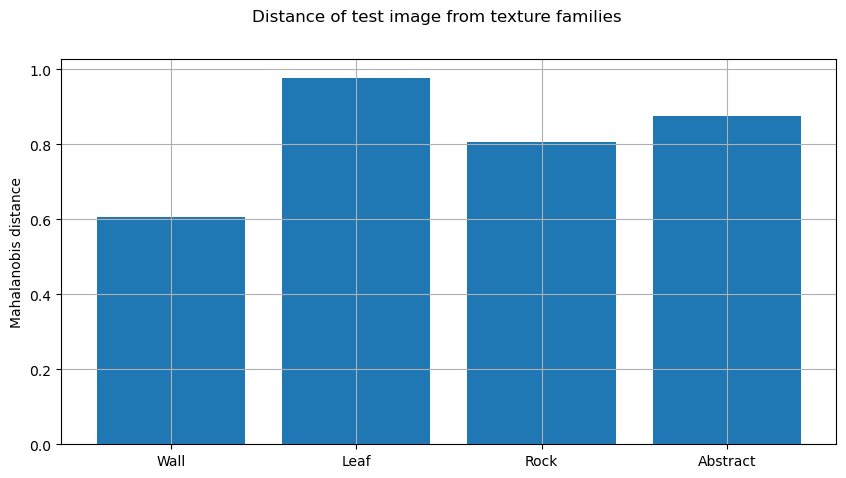 Distance of test image from texture families
Mahalanobis distance
1.0
0.8
0.6
0.4
0.2
0.0
Wall Leaf Rock Abstract